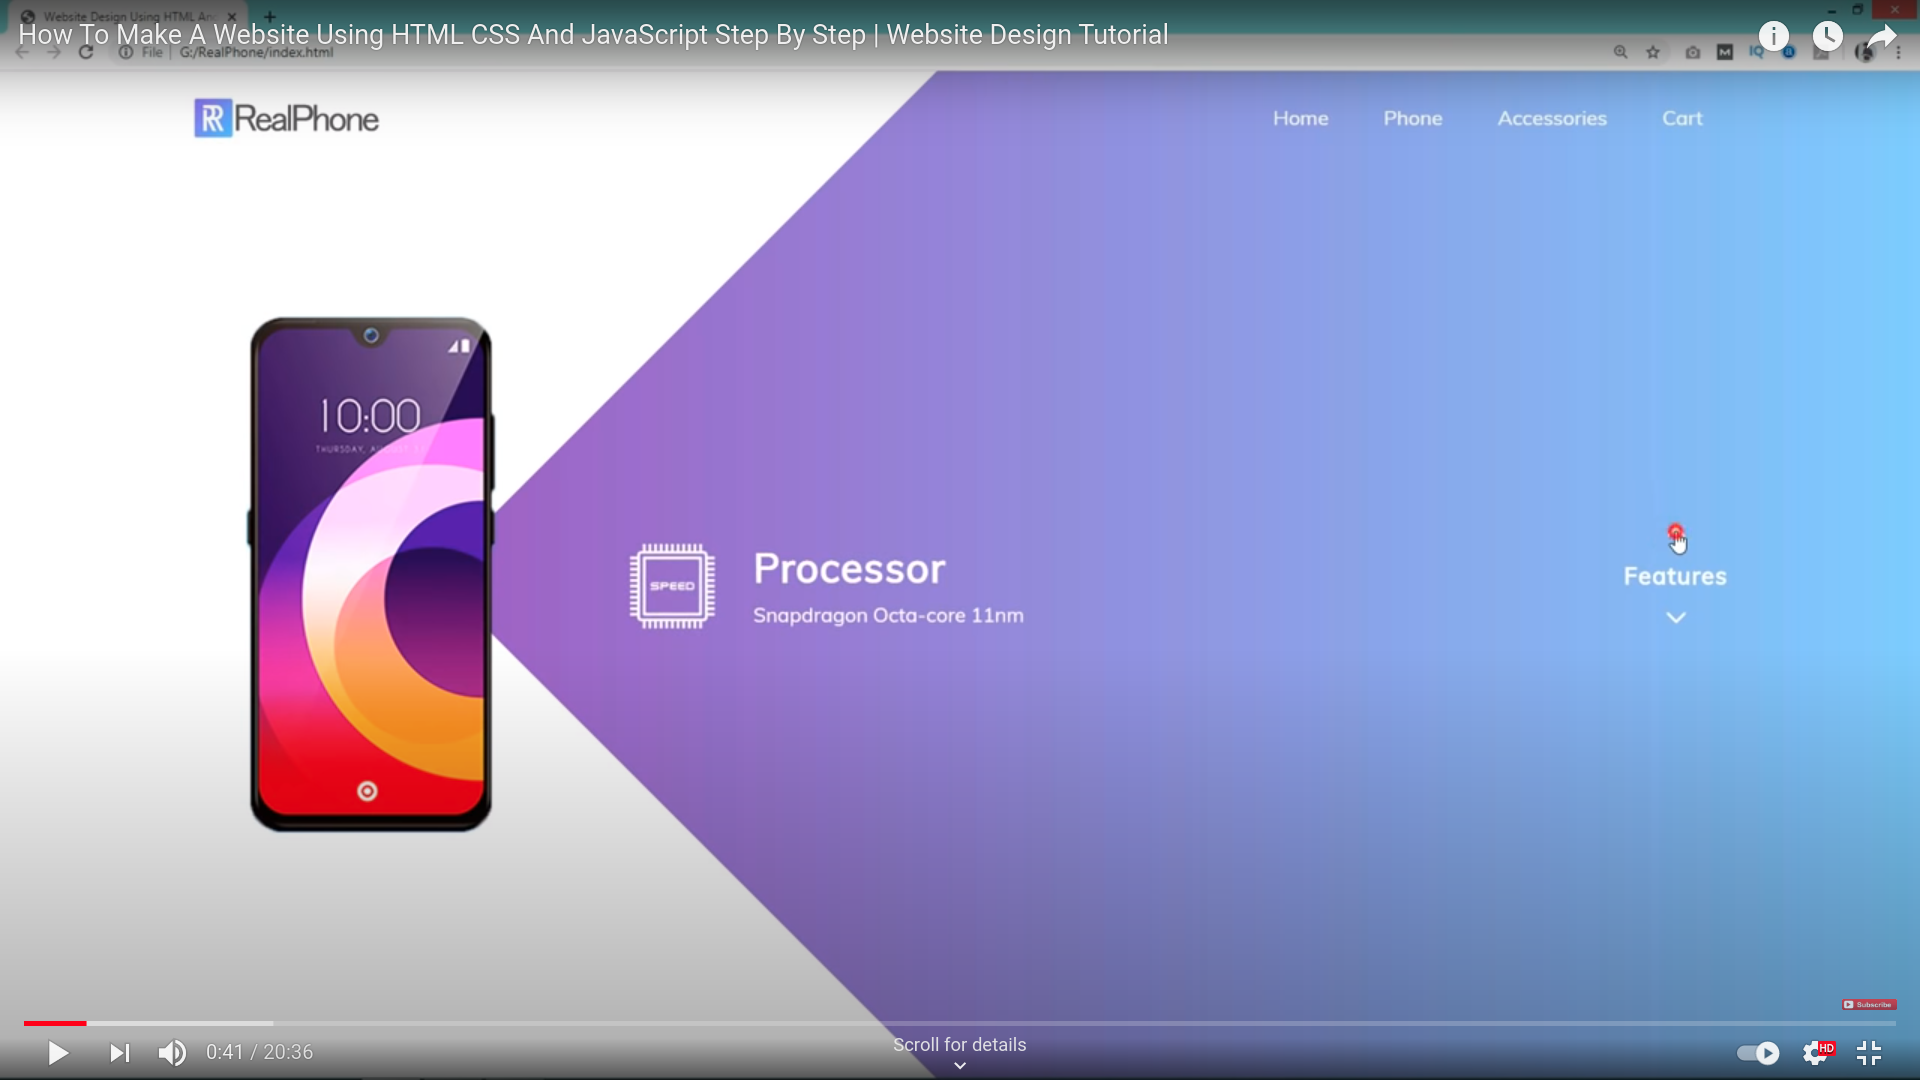 Website Design Using HTML An
How To Make A Website Using HTML CSS And JavaScript Step By Step | Website Design Tutorial
File | G:/RealPhone/index.html
RealPhone
Home
Phone
Accessories
Cart
10:00
THURSDAY,
SPEED
Processor
Snapdragon Octa-core 11nm
Features
Subscribe
0:41 / 20:36
Scroll for details
HD